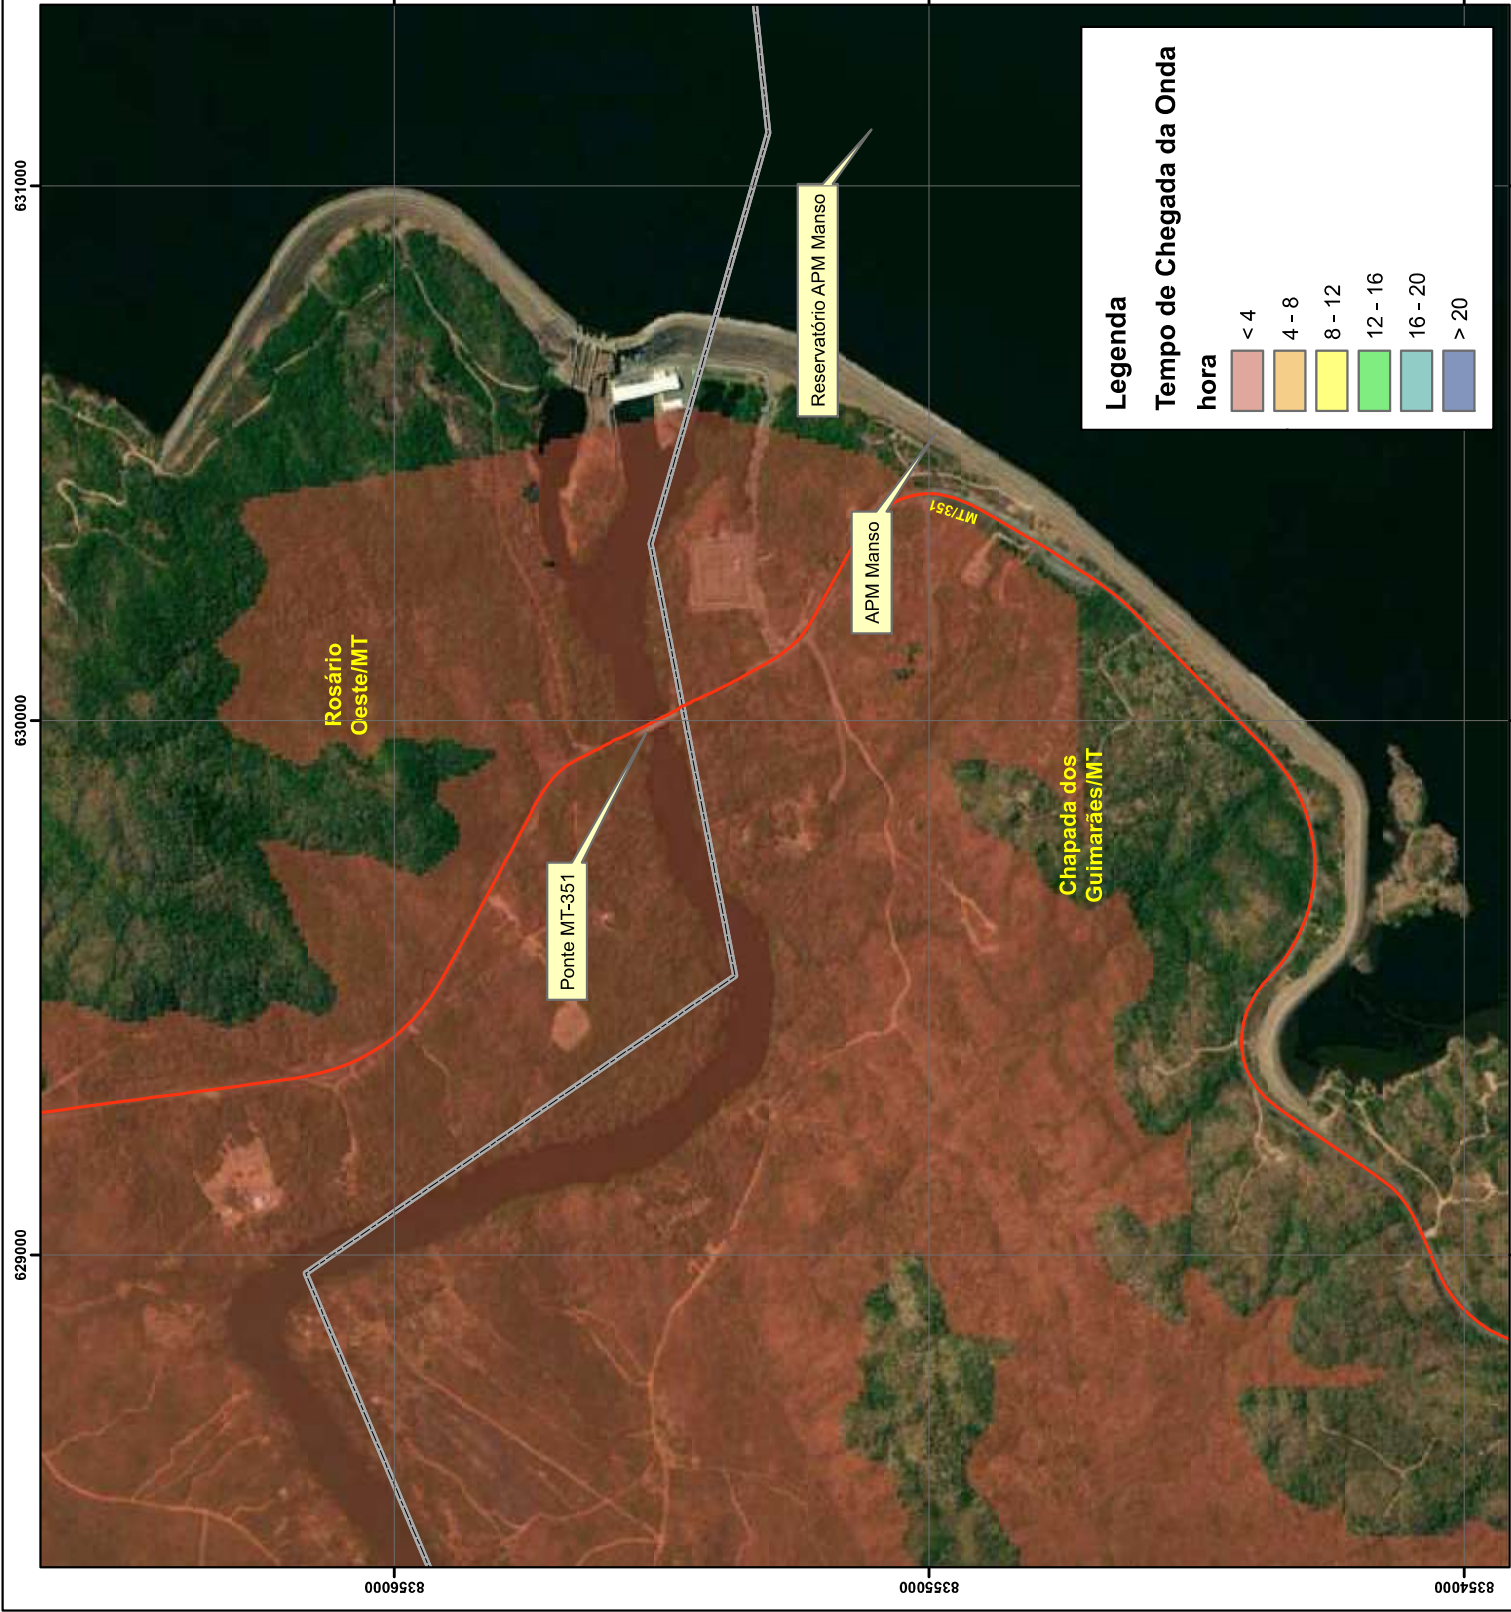 631000
630000
629000
8356000
8355000
8354000
Rosário
Oeste/MT
Ponte MT-351
APM Manso
Reservatório APM Manso
MT/351
Chapada dos
Guimarães/MT
Legenda
Tempo de Chegada da Onda
hora
< 4
4 - 8
8 - 12
12 - 16
16 - 20
> 20